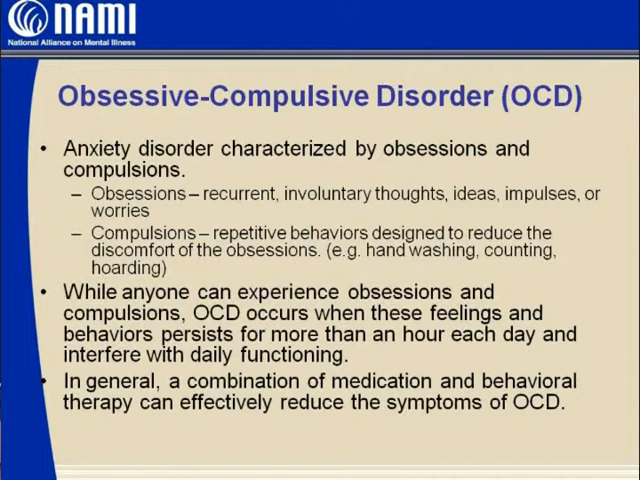 NAMI
National Alliance on Mental Illness
Obsessive-Compulsive Disorder (OCD)
• Anxiety disorder characterized by obsessions and
compulsions.
– Obsessions – recurrent, involuntary thoughts, ideas, impulses, or
worries
– Compulsions – repetitive behaviors designed to reduce the
discomfort of the obsessions. (e.g. hand washing, counting,
hoarding)
• While anyone can experience obsessions and
compulsions, OCD occurs when these feelings and
behaviors persists for more than an hour each day and
interfere with daily functioning.
• In general, a combination of medication and behavioral
therapy can effectively reduce the symptoms of OCD.